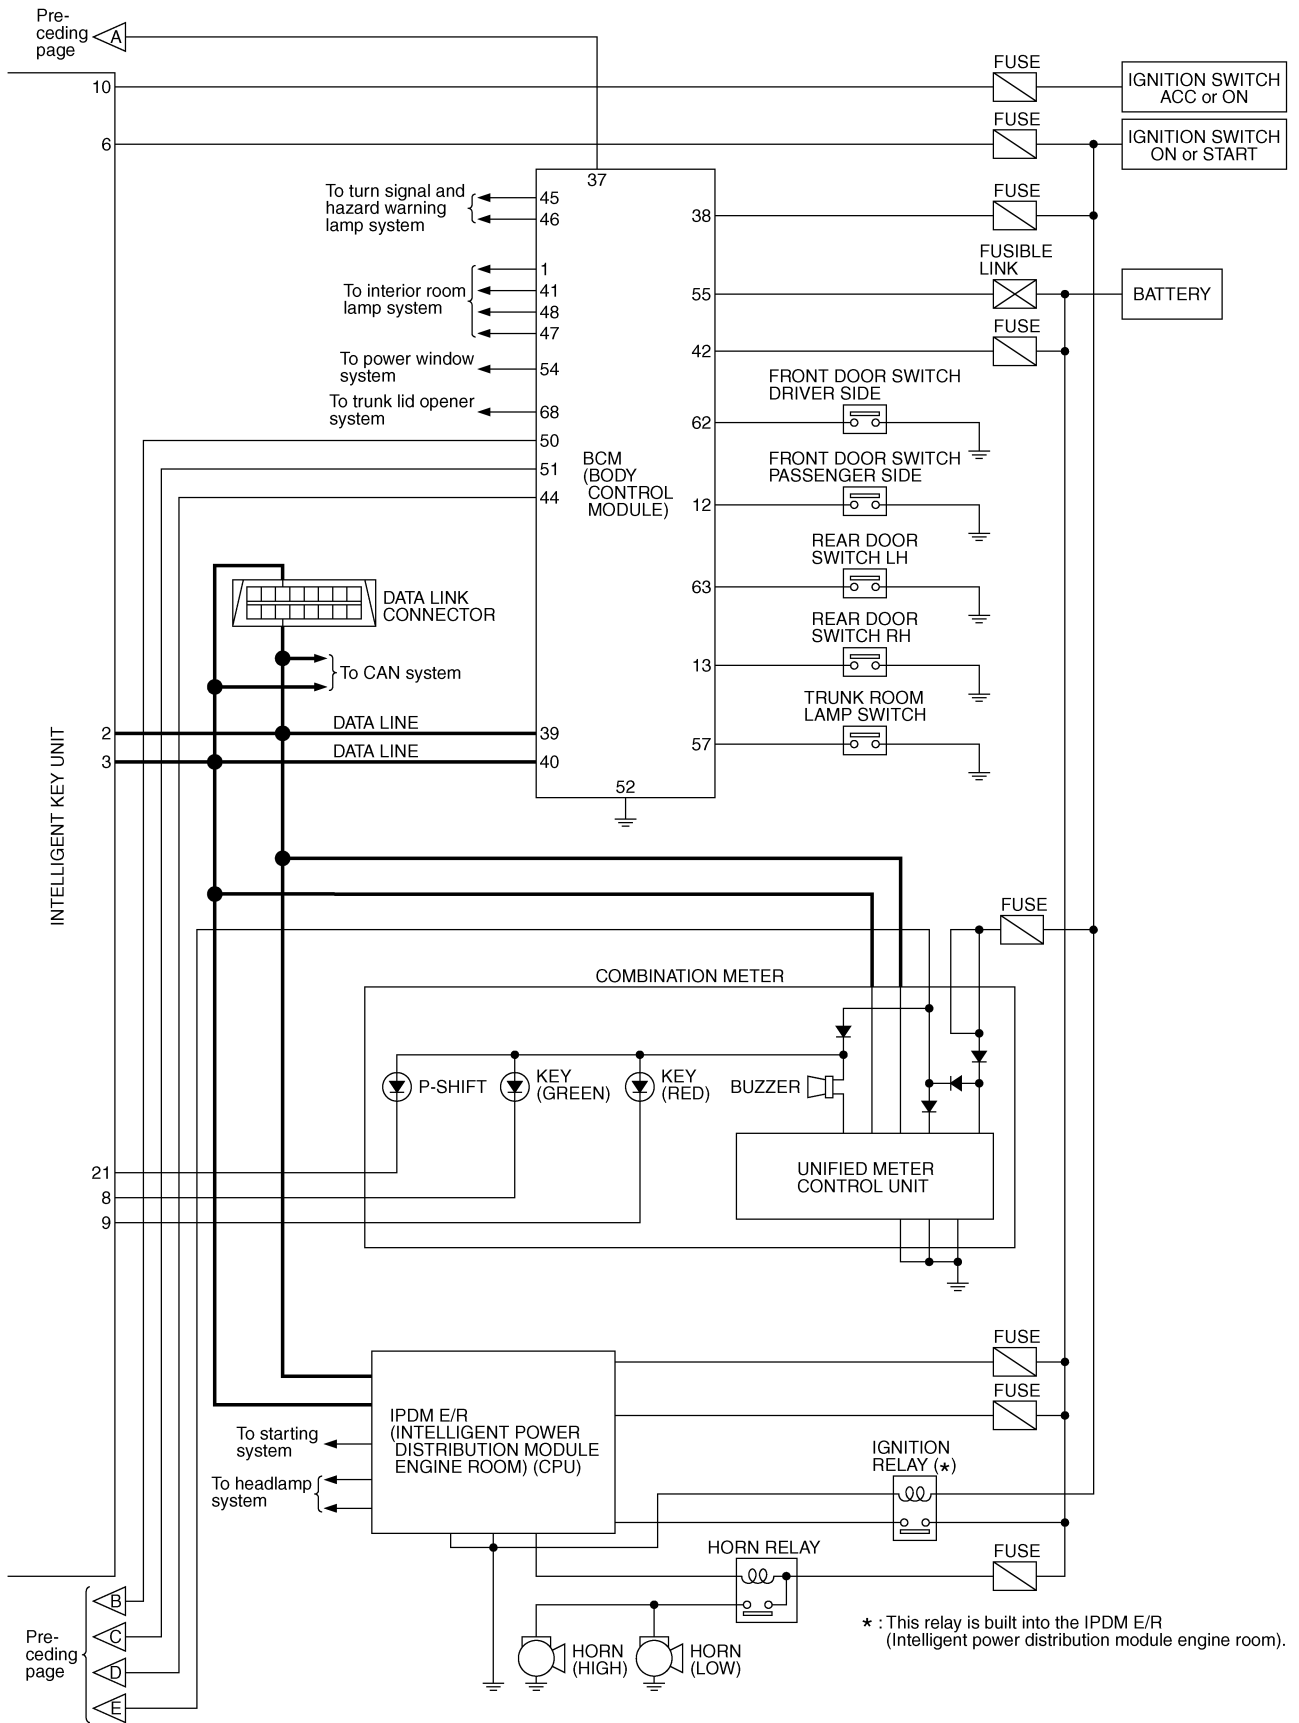 Pre-
ceding
page
A
10
FUSE
IGNITION SWITCH
ACC or ON
6
FUSE
IGNITION SWITCH
ON or START
37
To turn signal and
hazard warning
lamp system
45
46
38
FUSE
FUSIBLE
LINK
To interior room
lamp system
1
41
48
47
55
BATTERY
42
FUSE
To power window
system
54
FRONT DOOR SWITCH
DRIVER SIDE
To trunk lid opener
system
68
62
50
51
44
BCM
(BODY
CONTROL
MODULE)
FRONT DOOR SWITCH
PASSENGER SIDE
12
REAR DOOR
SWITCH LH
63
DATA LINK
CONNECTOR
REAR DOOR
SWITCH RH
13
To CAN system
TRUNK ROOM
LAMP SWITCH
57
2
DATA LINE
39
3
DATA LINE
40
52
INTELLIGENT KEY UNIT
FUSE
COMBINATION METER
P-SHIFT
KEY
(GREEN)
KEY
(RED)
BUZZER
21
8
9
UNIFIED METER
CONTROL UNIT
FUSE
FUSE
IPDM E/R
(INTELLIGENT POWER
DISTRIBUTION MODULE
ENGINE ROOM) (CPU)
To starting
system
To headlamp
system
IGNITION
RELAY (*)
HORN RELAY
FUSE
Pre-
ceding
page
B
C
D
E
HORN
(HIGH)
HORN
(LOW)
* : This relay is built into the IPDM E/R
(Intelligent power distribution module engine room).